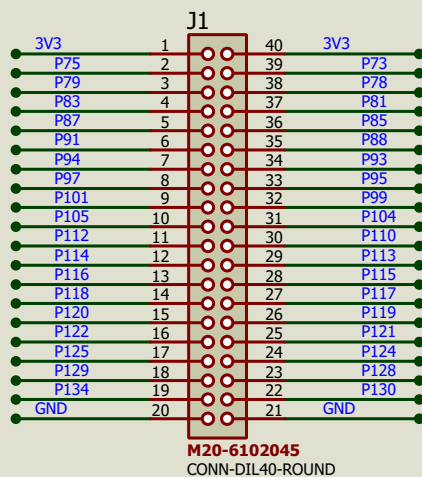 J1
3V3 1 40 3V3
P75 2 39 P73
P79 3 38 P78
P83 4 37 P81
P87 5 36 P85
P91 6 35 P88
P94 7 34 P93
P97 8 33 P95
P101 9 32 P99
P105 10 31 P104
P112 11 30 P110
P114 12 29 P113
P116 13 28 P115
P118 14 27 P117
P120 15 26 P119
P122 16 25 P121
P125 17 24 P124
P129 18 23 P128
P134 19 22 P130
GND 20 21 GND
M20-6102045
CONN-DIL40-ROUND